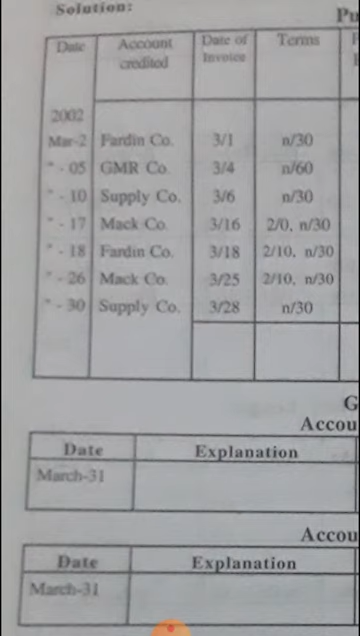 Solution:
Pu
Date Account credited Date of Invoice Terms
2002
Mar-2 Fardin Co. 3/1 n/30
" - 05 GMR Co. 3/4 n/60
" - 10 Supply Co. 3/6 n/30
" - 17 Mack Co. 3/16 2/0, n/30
" - 18 Fardin Co. 3/18 2/10, n/30
" - 26 Mack Co. 3/25 2/10, n/30
" - 30 Supply Co. 3/28 n/30
G
Accou
Date Explanation
March-31
Accou
Date Explanation
March-31